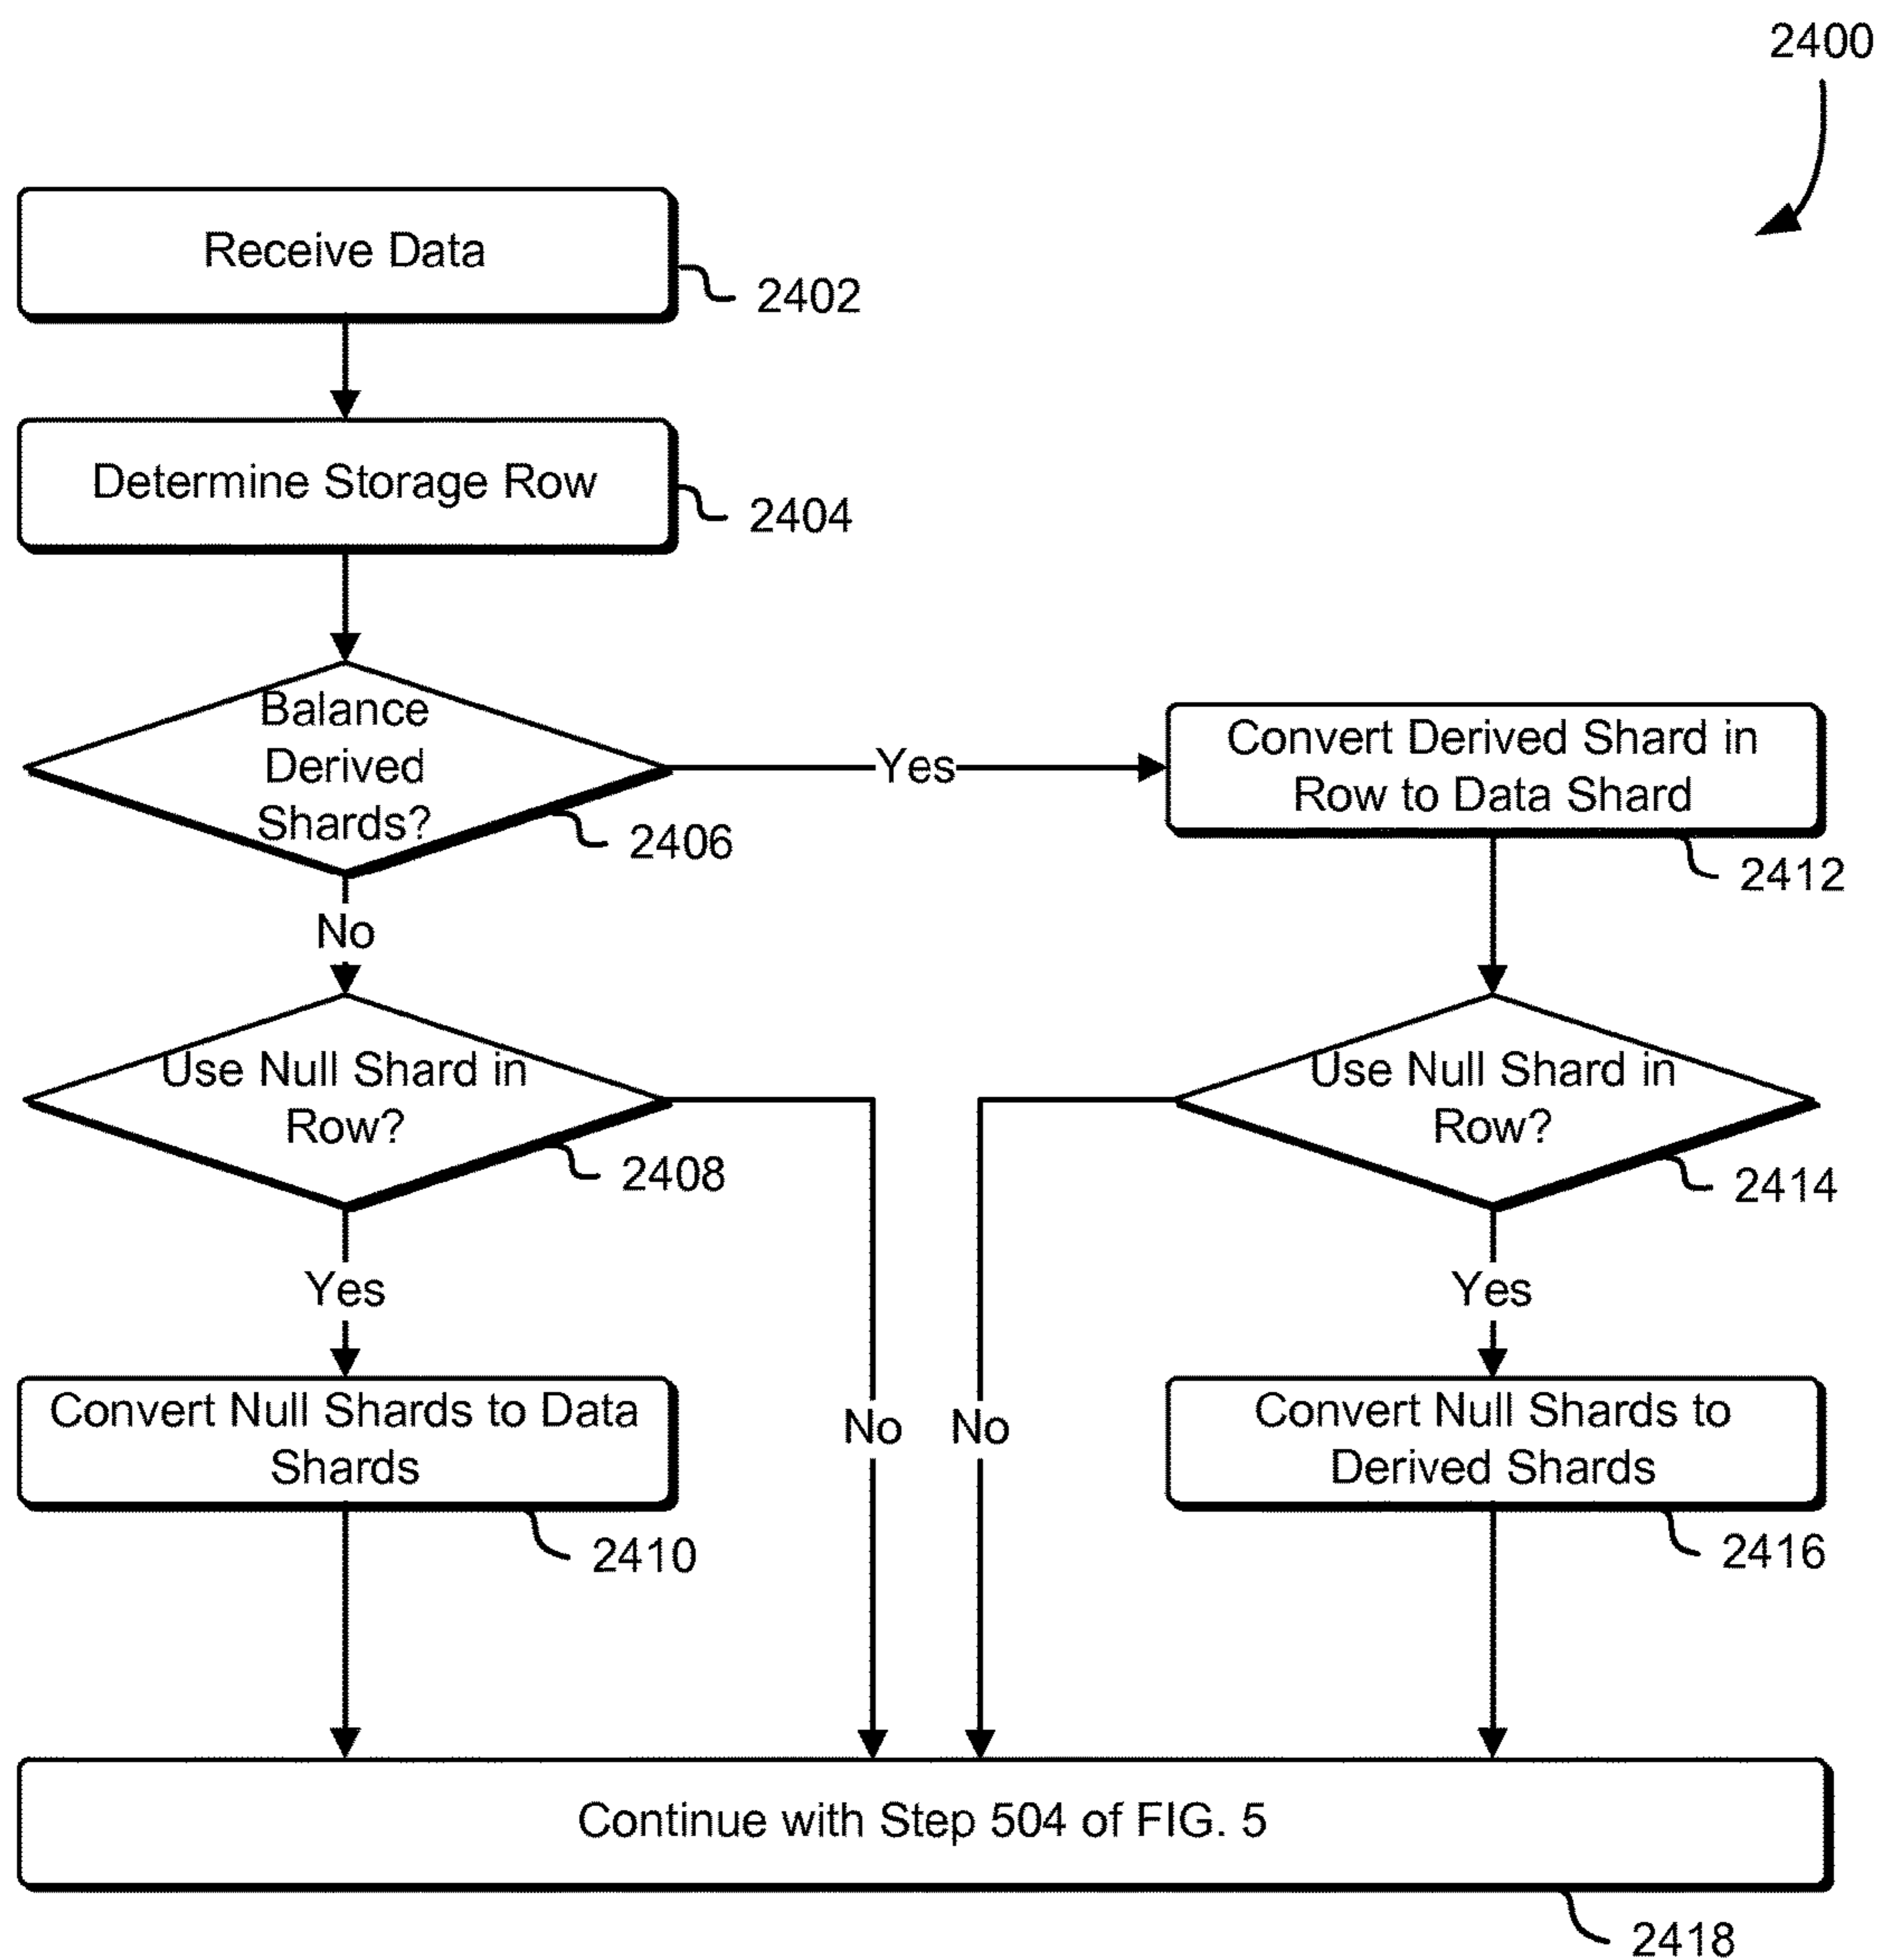 2400
Receive Data
2402
Determine Storage Row
2404
Balance
Derived
Shards?
2406
Yes
Convert Derived Shard in
Row to Data Shard
2412
No
Use Null Shard in
Row?
2408
Use Null Shard in
Row?
2414
Yes
Yes
Convert Null Shards to Data
Shards
2410
No
No
Convert Null Shards to
Derived Shards
2416
Continue with Step 504 of FIG. 5
2418